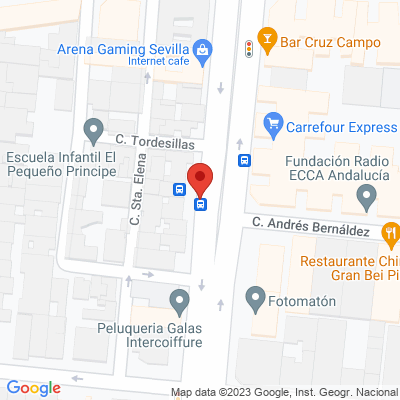 Arena Gaming Sevilla
Internet cafe
Bar Cruz Campo
C. Tordesillas
Carrefour Express
Escuela Infantil El
Pequeño Principe
C. Sta. Elena
Fundación Radio
ECCA Andalucía
C. Andrés Bernáldez
Restaurante Chi
Gran Bei Pi
Fotomatón
Peluqueria Galas
Intercoiffure
Google
Map data ©2023 Google, Inst. Geogr. Nacional